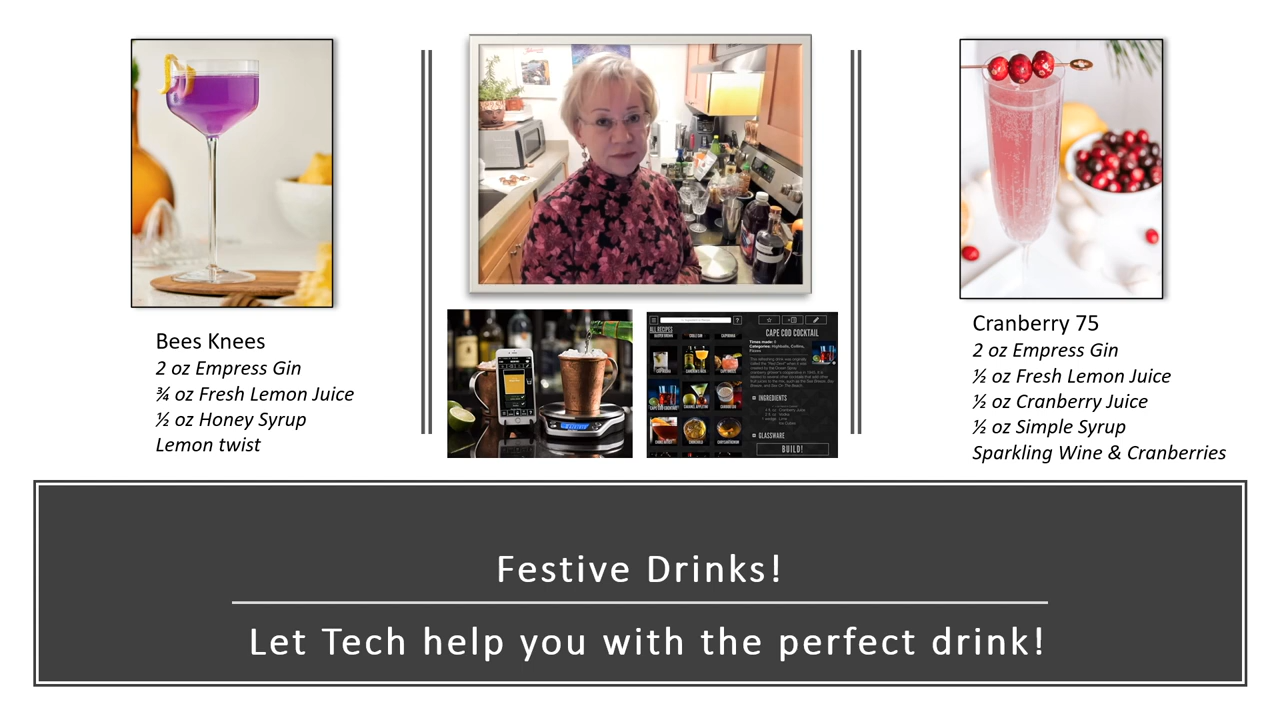 Bees Knees
2 oz Empress Gin
¾ oz Fresh Lemon Juice
½ oz Honey Syrup
Lemon twist
ALL RECIPES
CAPE COD COCKTAIL
INGREDIENTS
GLASSWARE
BUILD!
Cranberry 75
2 oz Empress Gin
½ oz Fresh Lemon Juice
½ oz Cranberry Juice
½ oz Simple Syrup
Sparkling Wine & Cranberries
Festive Drinks!
Let Tech help you with the perfect drink!